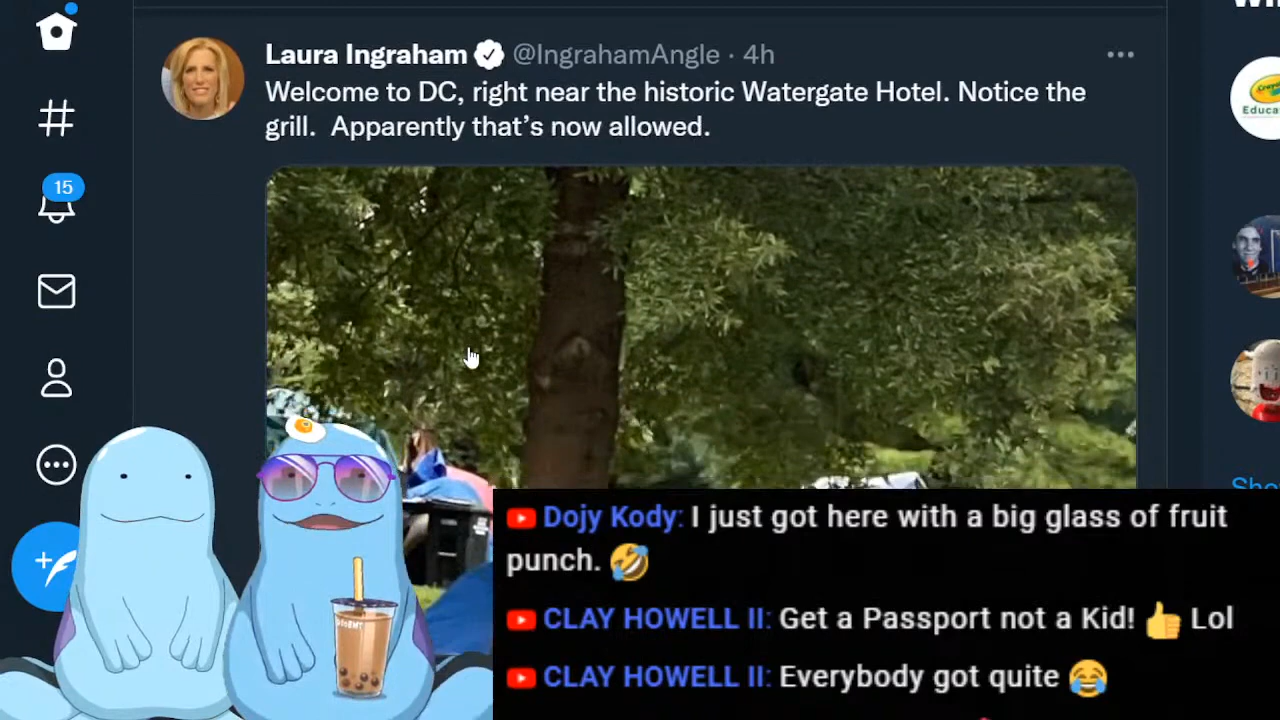 Laura Ingraham @IngrahamAngle · 4h
Welcome to DC, right near the historic Watergate Hotel. Notice the
grill. Apparently that’s now allowed.
15
Dojy Kody: I just got here with a big glass of fruit
punch. 🤣
CLAY HOWELL II: Get a Passport not a Kid! 👍 Lol
CLAY HOWELL II: Everybody got quite 😂